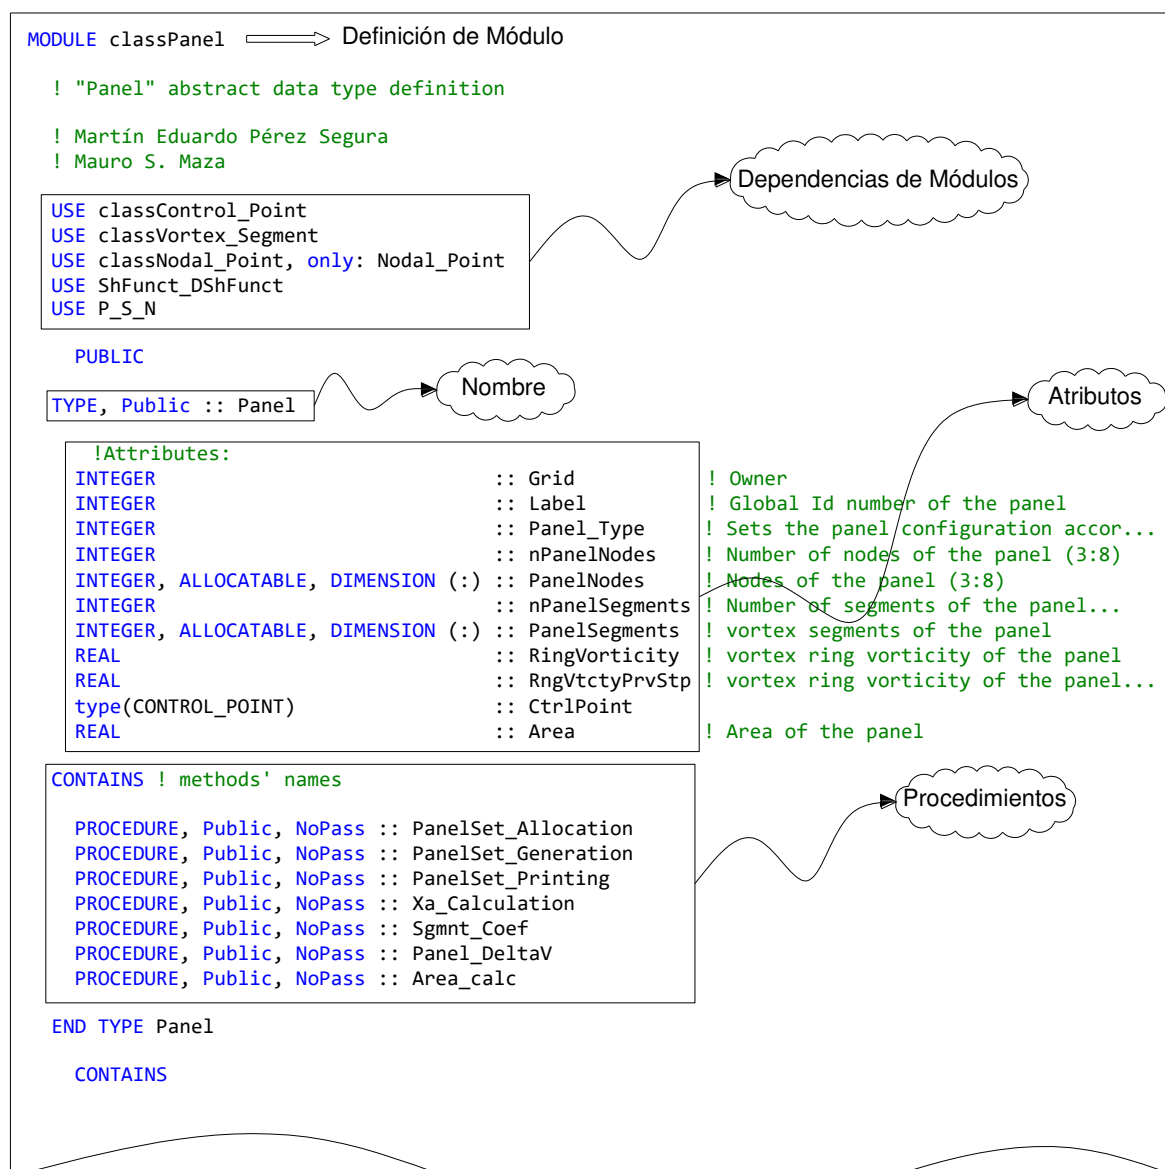 MODULE classPanel Definición de Módulo
! "Panel" abstract data type definition
! Martín Eduardo Pérez Segura
! Mauro S. Maza
Dependencias de Módulos
USE classControl_Point
USE classVortex_Segment
USE classNodal_Point, only: Nodal_Point
USE ShFunct_DShFunct
USE P_S_N
PUBLIC
Nombre
TYPE, Public :: Panel
Atributos
!Attributes:
INTEGER :: Grid ! Owner
INTEGER :: Label ! Global Id number of the panel
INTEGER :: Panel_Type ! Sets the panel configuration accor...
INTEGER :: nPanelNodes ! Number of nodes of the panel (3:8)
INTEGER, ALLOCATABLE, DIMENSION (:) :: PanelNodes ! Nodes of the panel (3:8)
INTEGER :: nPanelSegments ! Number of segments of the panel...
INTEGER, ALLOCATABLE, DIMENSION (:) :: PanelSegments ! vortex segments of the panel
REAL :: RingVorticity ! vortex ring vorticity of the panel
REAL :: RngVtctyPrvStp ! vortex ring vorticity of the panel...
type(CONTROL_POINT) :: CtrlPoint
REAL :: Area ! Area of the panel
CONTAINS ! methods' names
Procedimientos
PROCEDURE, Public, NoPass :: PanelSet_Allocation
PROCEDURE, Public, NoPass :: PanelSet_Generation
PROCEDURE, Public, NoPass :: PanelSet_Printing
PROCEDURE, Public, NoPass :: Xa_Calculation
PROCEDURE, Public, NoPass :: Sgmnt_Coef
PROCEDURE, Public, NoPass :: Panel_DeltaV
PROCEDURE, Public, NoPass :: Area_calc
END TYPE Panel
CONTAINS